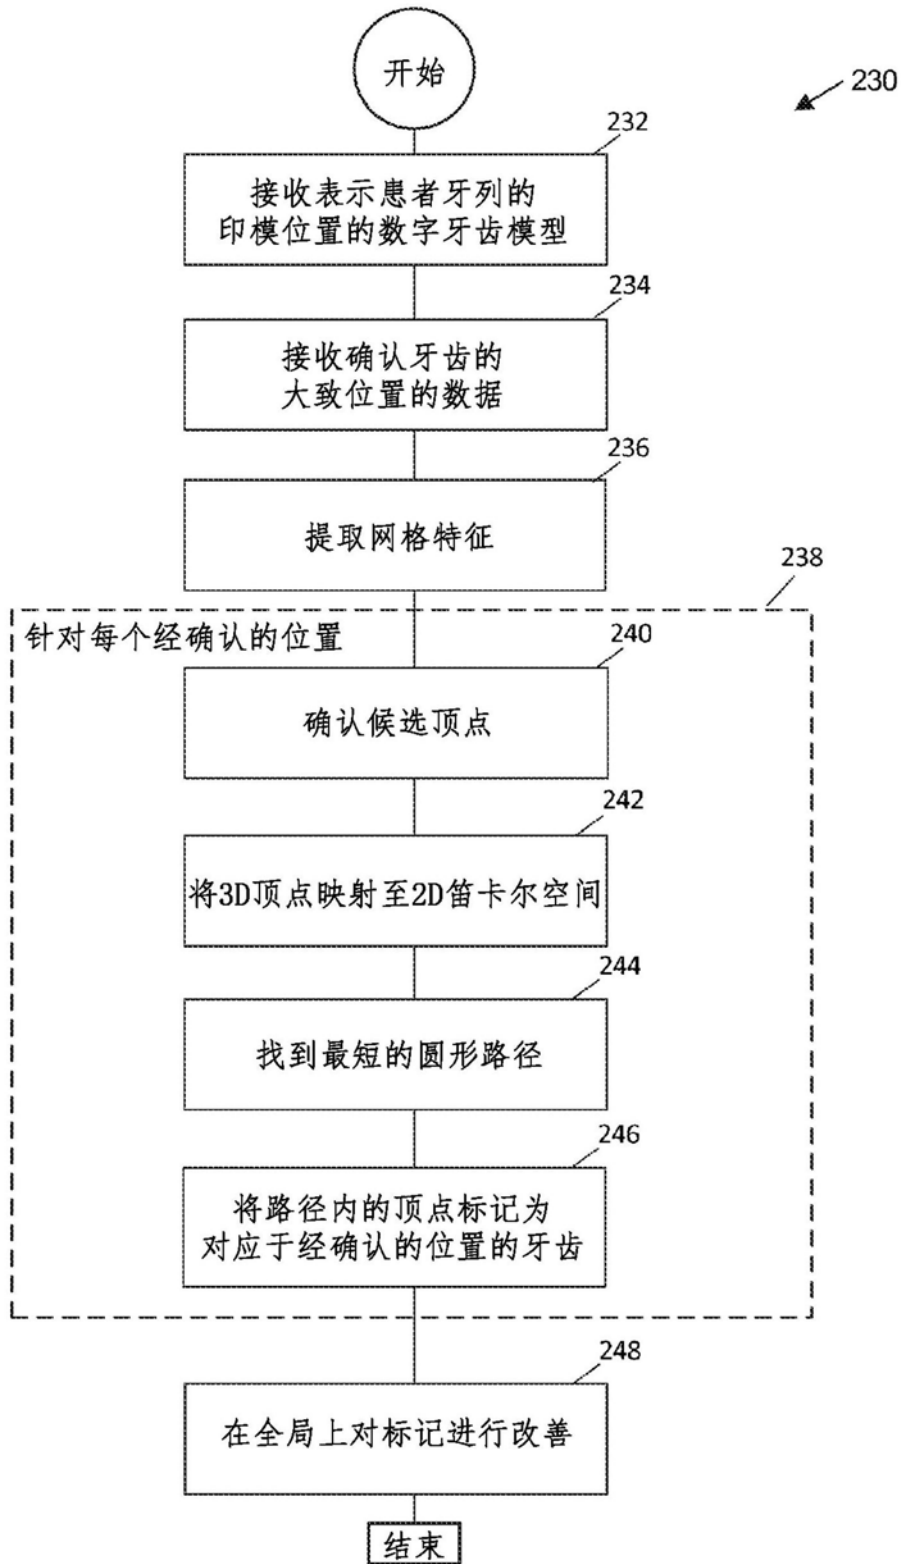 开始
230
232
接收表示患者牙列的
印模位置的数字牙齿模型
234
接收确认牙齿的
大致位置的数据
236
提取网格特征
238
针对每个经确认的位置
240
确认候选顶点
242
将3D顶点映射至2D笛卡尔空间
244
找到最短的圆形路径
246
将路径内的顶点标记为
对应于经确认的位置的牙齿
248
在全局上对标记进行改善
结束